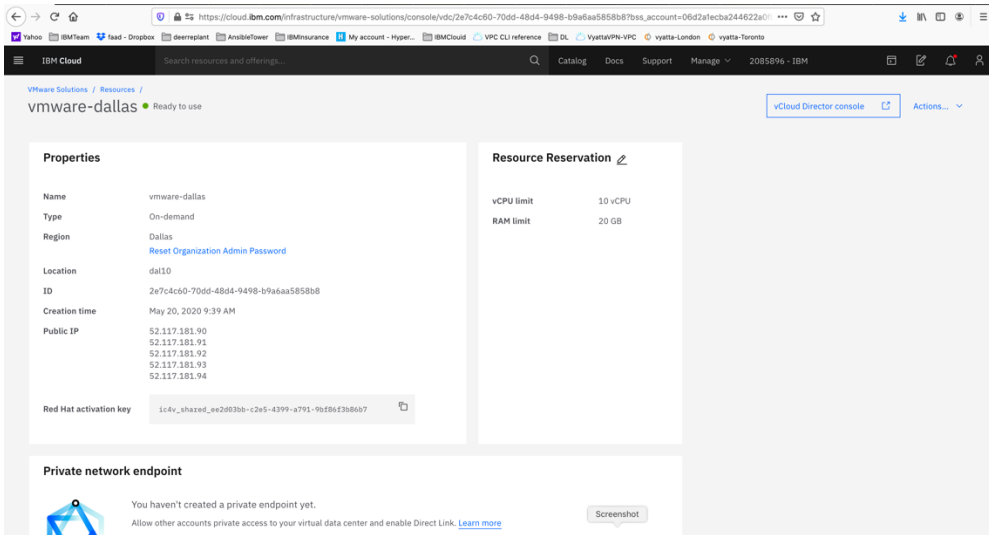 https://cloud.ibm.com/infrastructure/vmware-solutions/console/vdc/2e7c4c60-70dd-48d4-9498-b9a6aa5858b8?bss_account=06d2a1ecba244622a0
Yahoo IBMTeam faad - Dropbox deerreplant AnsibleTower IBMinsurance My account - Hyper... IBMClouid VPC CLI reference DL VyattaVPN-VPC vyatta-London vyatta-Toronto
IBM Cloud Search resources and offerings... Catalog Docs Support Manage 2085896 - IBM
VMware Solutions / Resources /
vmware-dallas Ready to use vCloud Director console Actions...
Properties
Name vmware-dallas
Type On-demand
Region Dallas
Reset Organization Admin Password
Location dal10
ID 2e7c4c60-70dd-48d4-9498-b9a6aa5858b8
Creation time May 20, 2020 9:39 AM
Public IP 52.117.181.90
52.117.181.91
52.117.181.92
52.117.181.93
52.117.181.94
Red Hat activation key ic4v_shared_ee2d03bb-c2e5-4399-a791-9bf86f3b86b7
Resource Reservation
vCPU limit 10 vCPU
RAM limit 20 GB
Private network endpoint
You haven't created a private endpoint yet.
Allow other accounts private access to your virtual data center and enable Direct Link. Learn more
Screenshot